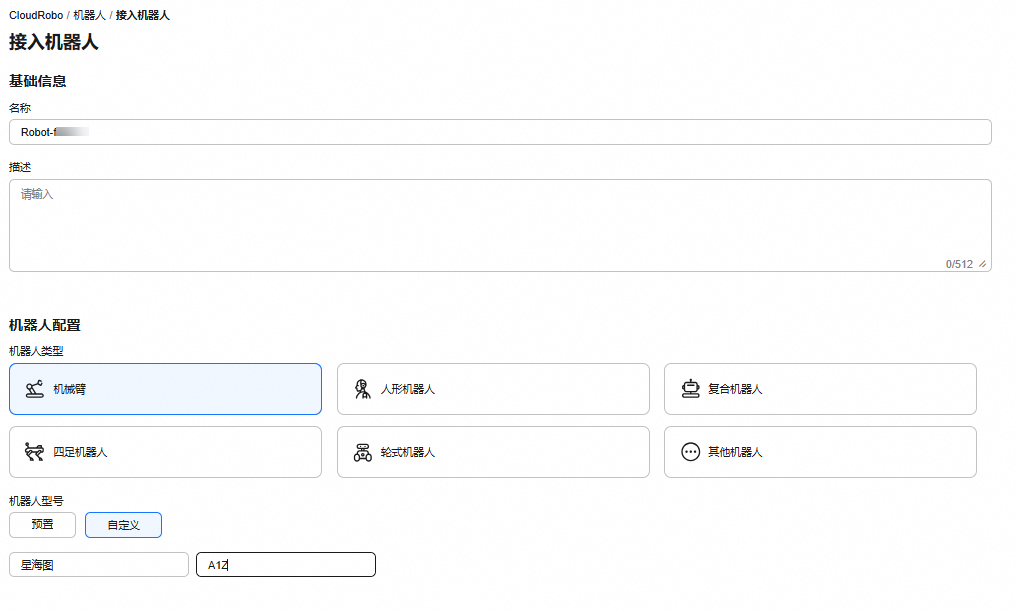 CloudRobo / 机器人 / 接入机器人
接入机器人
基础信息
名称
描述
请输入
0/512
机器人配置
机器人类型
机械臂 人形机器人 复合机器人
四足机器人 轮式机器人 其他机器人
机器人型号
预置 自定义
星海图 A1Z